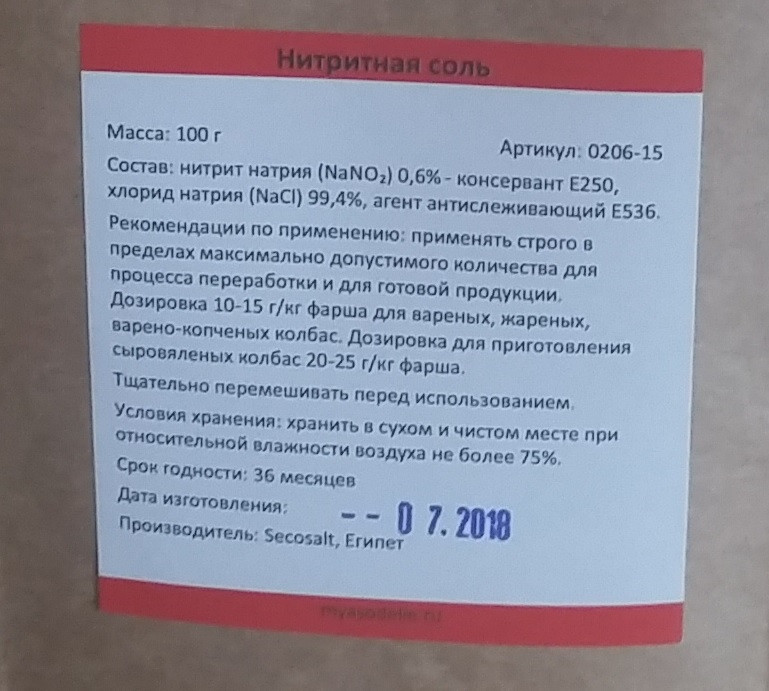 Нитритная соль
Масса: 100 г
Артикул: 0206-15
Состав: нитрит натрия (NaNO₂) 0,6% - консервант Е250,
хлорид натрия (NaCl) 99,4%, агент антислеживающий Е536.
Рекомендации по применению: применять строго в
пределах максимально допустимого количества для
процесса переработки и для готовой продукции.
Дозировка 10-15 г/кг фарша для вареных, жареных,
варено-копченых колбас. Дозировка для приготовления
сыровяленых колбас 20-25 г/кг фарша.
Тщательно перемешивать перед использованием.
Условия хранения: хранить в сухом и чистом месте при
относительной влажности воздуха не более 75%.
Срок годности: 36 месяцев
Дата изготовления: -- 0 7. 2018
Производитель: Secosalt, Египет
myasodelie.ru